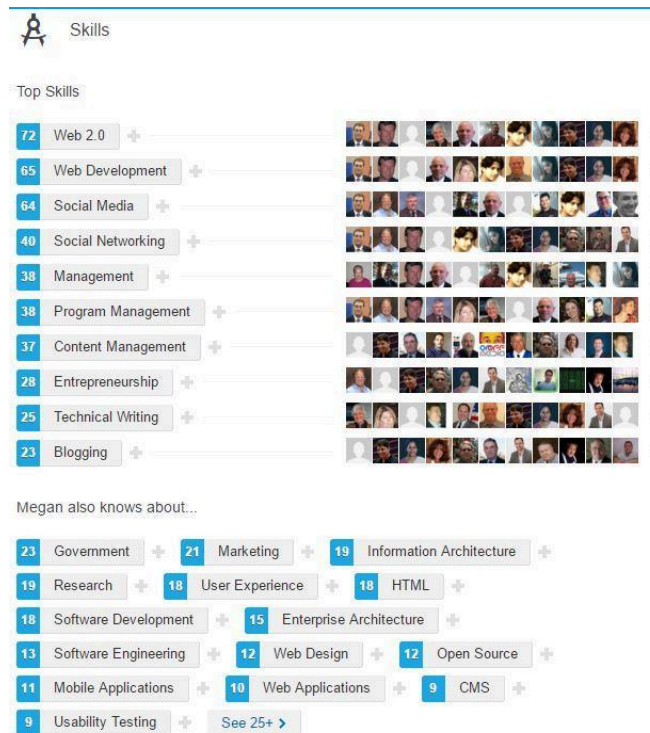 Skills
Top Skills
72 Web 2.0
65 Web Development
64 Social Media
40 Social Networking
38 Management
38 Program Management
37 Content Management
28 Entrepreneurship
25 Technical Writing
23 Blogging
Megan also knows about...
23 Government 21 Marketing 19 Information Architecture
19 Research 18 User Experience 18 HTML
18 Software Development 15 Enterprise Architecture
13 Software Engineering 12 Web Design 12 Open Source
11 Mobile Applications 10 Web Applications 9 CMS
9 Usability Testing See 25+ >